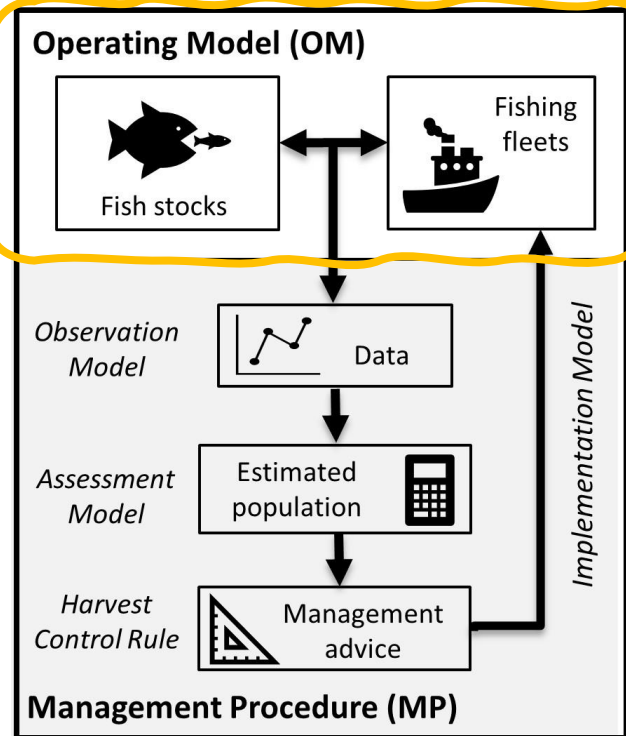 Operating Model (OM)
Fish stocks
Fishing
fleets
Observation
Model
Data
Assessment
Model
Estimated
population
Harvest
Control Rule
Management
advice
Implementation Model
Management Procedure (MP)